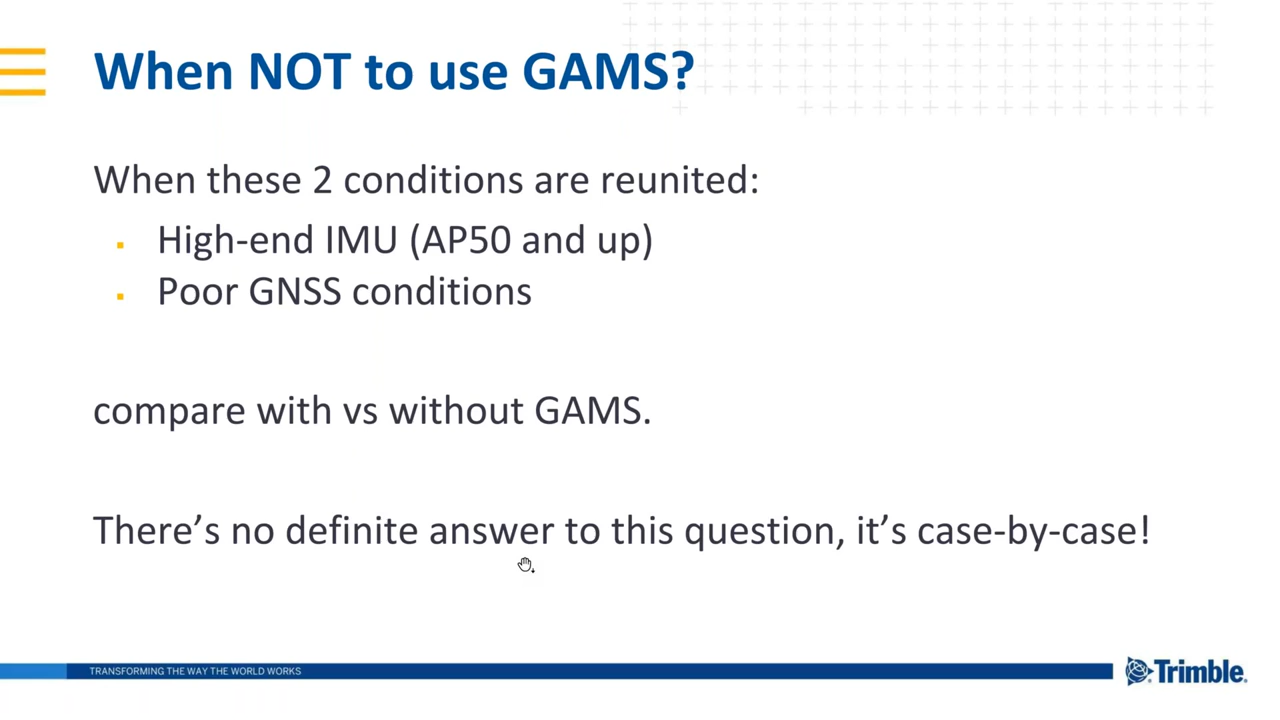 When NOT to use GAMS?
When these 2 conditions are reunited:
▪ High-end IMU (AP50 and up)
▪ Poor GNSS conditions
compare with vs without GAMS.
There’s no definite answer to this question, it’s case-by-case!
TRANSFORMING THE WAY THE WORLD WORKS
Trimble.